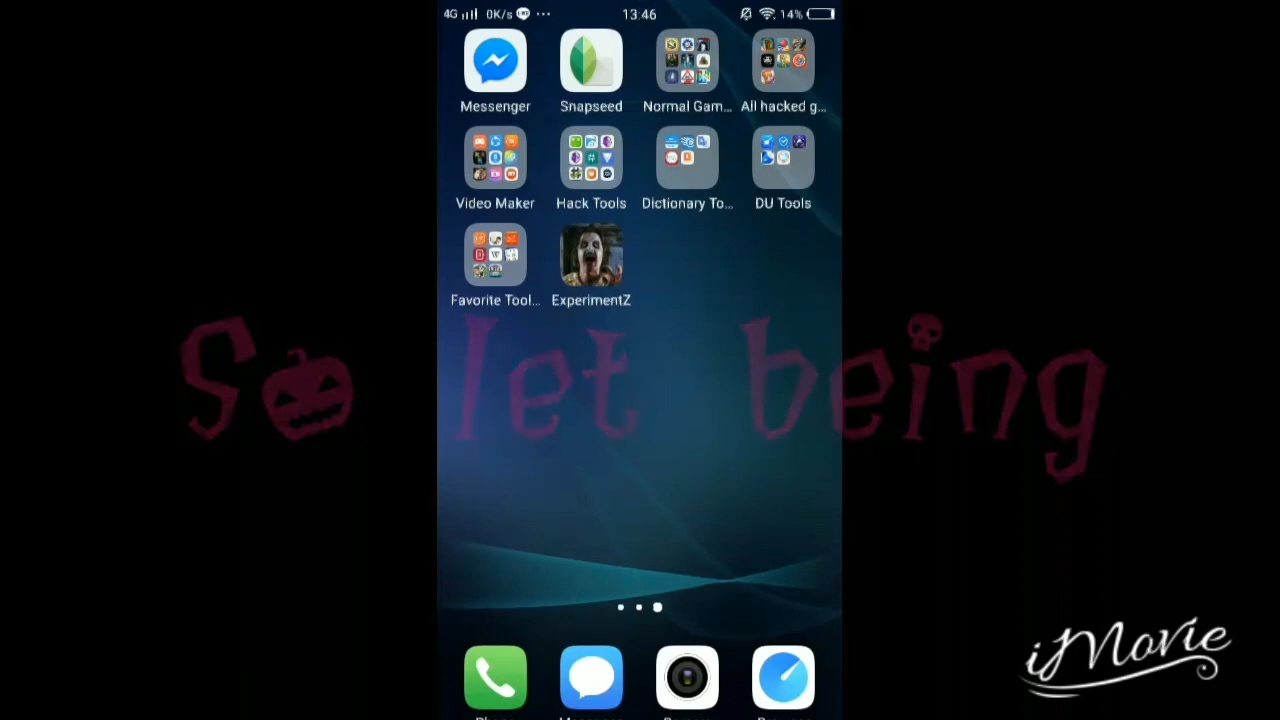 4G 0K/s ... 13:46 14%
Messenger Snapseed Normal Gam... All hacked g...
Video Maker Hack Tools Dictionary To... DU Tools
Favorite Tool... ExperimentZ
So let being
iMovie